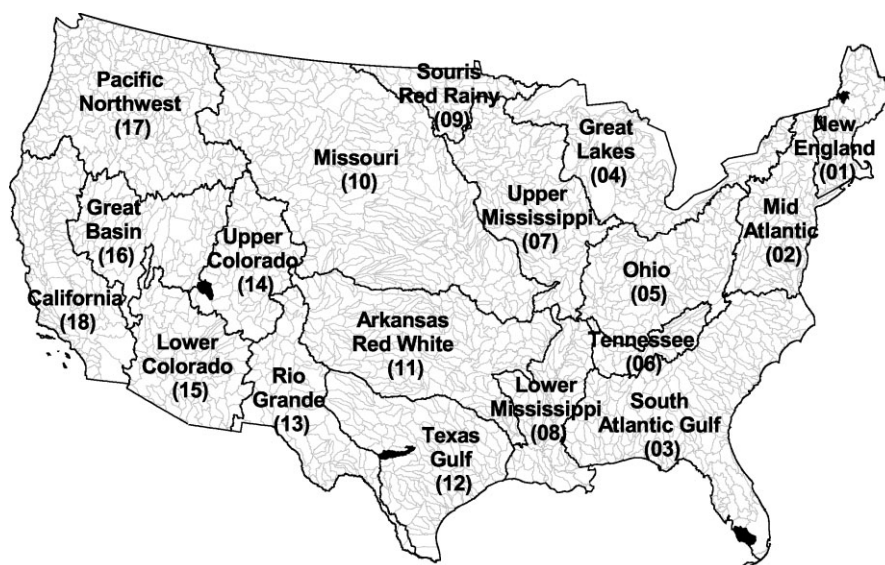 Pacific
Northwest
(17)
Souris
Red Rainy
(09)
Great
Lakes
(04)
New
England
(01)
Missouri
(10)
Upper
Mississippi
(07)
Mid
Atlantic
(02)
Great
Basin
(16)
Upper
Colorado
(14)
Ohio
(05)
California
(18)
Lower
Colorado
(15)
Arkansas
Red White
(11)
Tennessee
(06)
Rio
Grande
(13)
Lower
Mississippi
(08)
South
Atlantic Gulf
(03)
Texas
Gulf
(12)